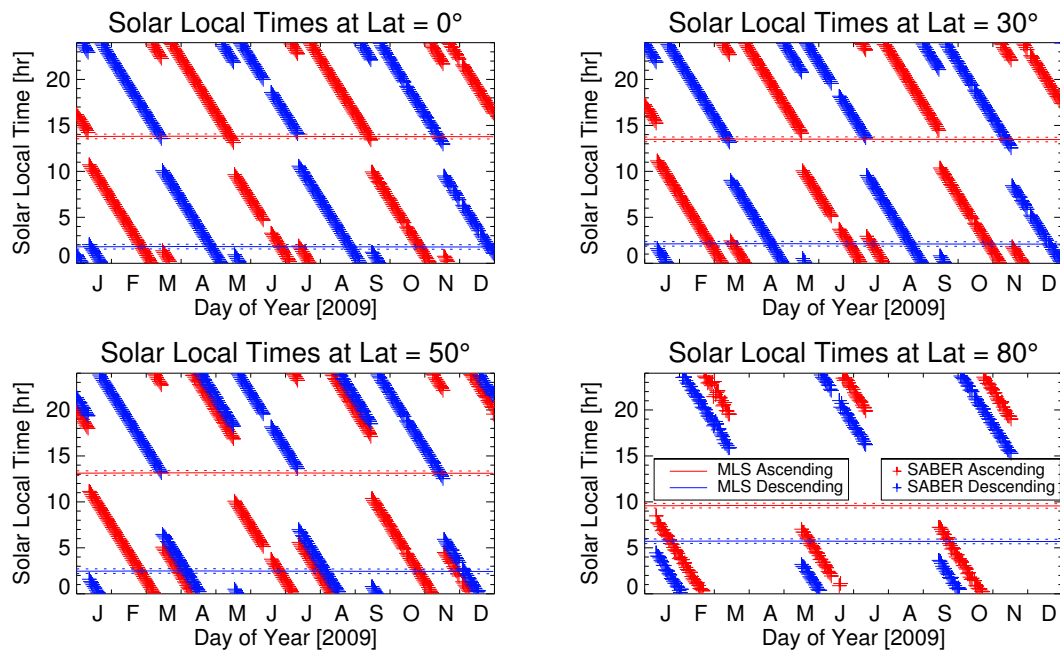 Solar Local Times at Lat = 0°
Solar Local Time [hr]
20
15
10
5
0
J F M A M J J A S O N D
Day of Year [2009]
Solar Local Times at Lat = 30°
Solar Local Time [hr]
20
15
10
5
0
J F M A M J J A S O N D
Day of Year [2009]
Solar Local Times at Lat = 50°
Solar Local Time [hr]
20
15
10
5
0
J F M A M J J A S O N D
Day of Year [2009]
Solar Local Times at Lat = 80°
Solar Local Time [hr]
20
15
10
5
0
MLS Ascending
MLS Descending
SABER Ascending
SABER Descending
J F M A M J J A S O N D
Day of Year [2009]